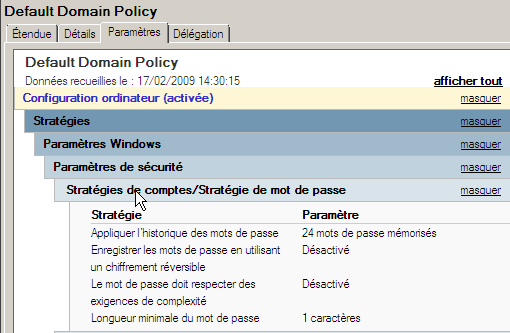 Default Domain Policy
Étendue Détails Paramètres Délégation
Default Domain Policy
Données recueillies le : 17/02/2009 14:30:15 afficher tout
Configuration ordinateur (activée) masquer
Stratégies masquer
Paramètres Windows masquer
Paramètres de sécurité masquer
Stratégies de comptes/Stratégie de mot de passe masquer
Stratégie Paramètre
Appliquer l'historique des mots de passe 24 mots de passe mémorisés
Enregistrer les mots de passe en utilisant Désactivé
un chiffrement réversible
Le mot de passe doit respecter des Désactivé
exigences de complexité
Longueur minimale du mot de passe 1 caractères